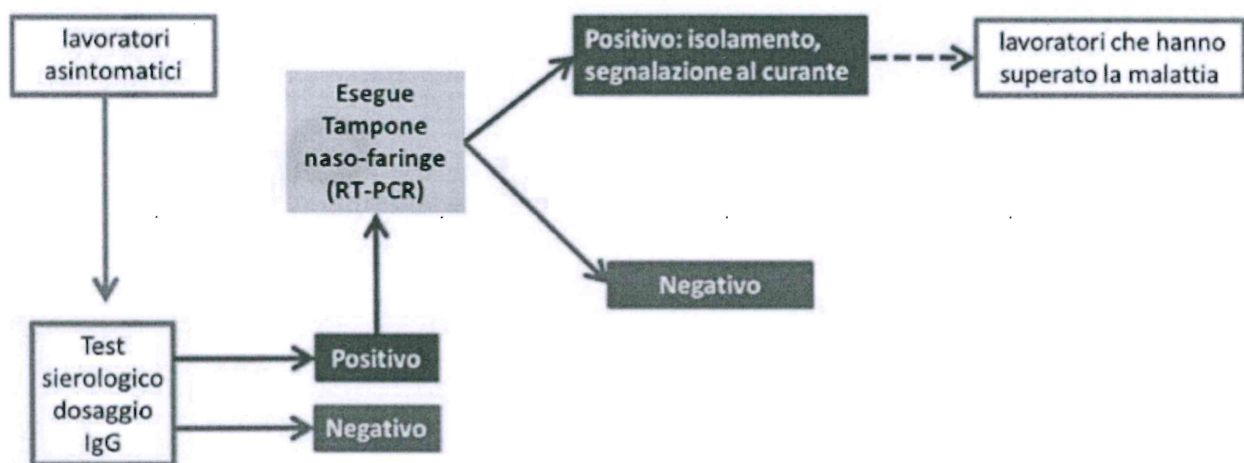 lavoratori
asintomatici
Test
sierologico
dosaggio
IgG
Positivo
Negativo
Esegue
Tampone
naso-faringe
(RT-PCR)
Positivo: isolamento,
segnalazione al curante
Negativo
lavoratori che hanno
superato la malattia